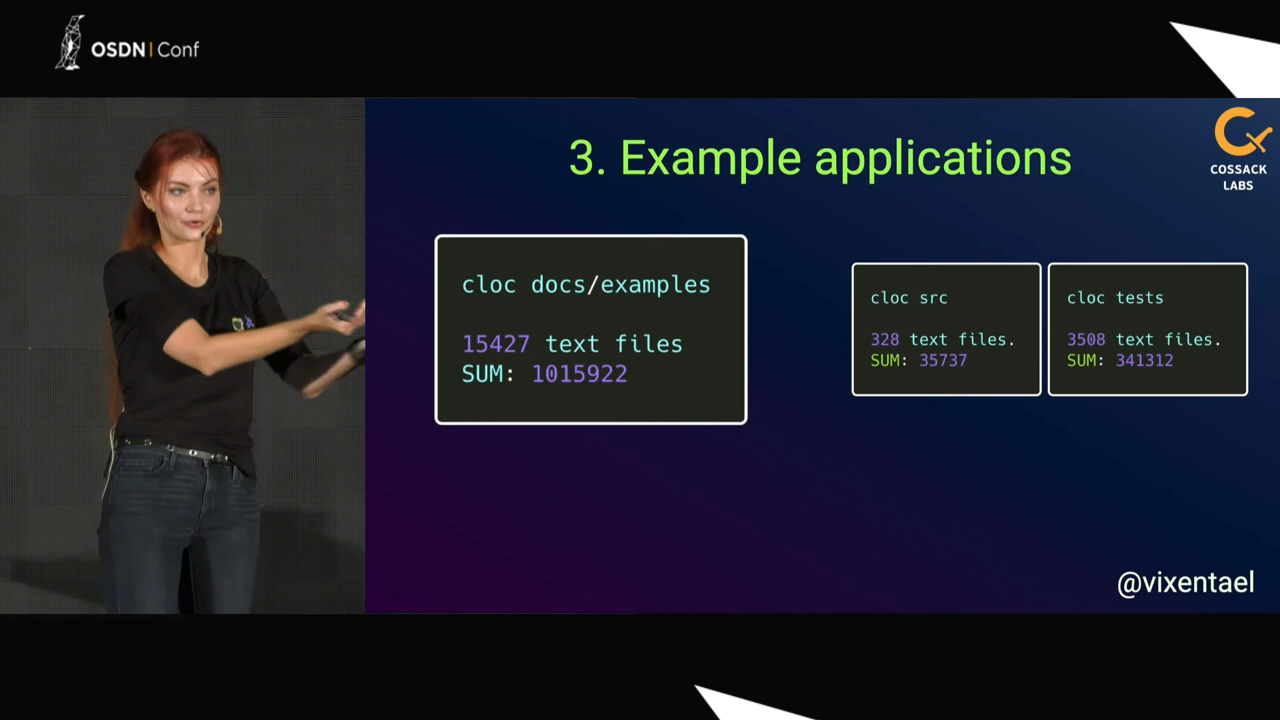 OSDN | Conf
3. Example applications
COSSACK
LABS
cloc docs/examples
15427 text files
SUM: 1015922
cloc src
328 text files.
SUM: 35737
cloc tests
3508 text files.
SUM: 341312
@vixentael